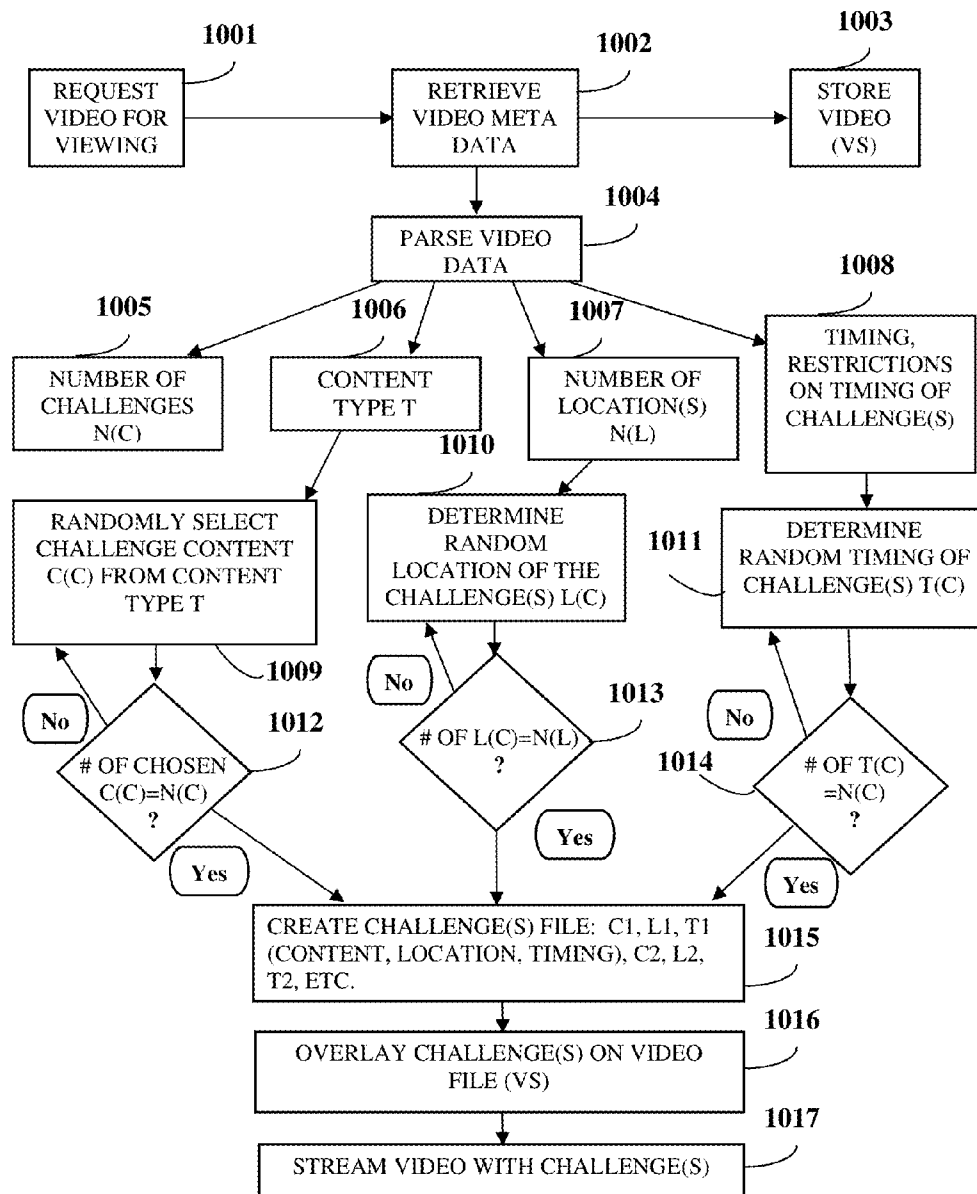 1001
1002
1003
REQUEST
VIDEO FOR
VIEWING
RETRIEVE
VIDEO META
DATA
STORE
VIDEO
(VS)
1004
PARSE VIDEO
DATA
1005
1006
1007
1008
NUMBER OF
CHALLENGES
N(C)
CONTENT
TYPE T
NUMBER OF
LOCATION(S)
N(L)
TIMING,
RESTRICTIONS
ON TIMING OF
CHALLENGE(S)
1010
RANDOMLY SELECT
CHALLENGE CONTENT
C(C) FROM CONTENT
TYPE T
DETERMINE
RANDOM
LOCATION OF THE
CHALLENGE(S) L(C)
1011
DETERMINE
RANDOM TIMING OF
CHALLENGE(S) T(C)
1009
No
No
No
1012
1013
1014
# OF CHOSEN
C(C)=N(C)
?
# OF L(C)=N(L)
?
# OF T(C)
=N(C)
?
Yes
Yes
Yes
CREATE CHALLENGE(S) FILE: C1, L1, T1
(CONTENT, LOCATION, TIMING), C2, L2,
T2, ETC.
1015
1016
OVERLAY CHALLENGE(S) ON VIDEO
FILE (VS)
1017
STREAM VIDEO WITH CHALLENGE(S)